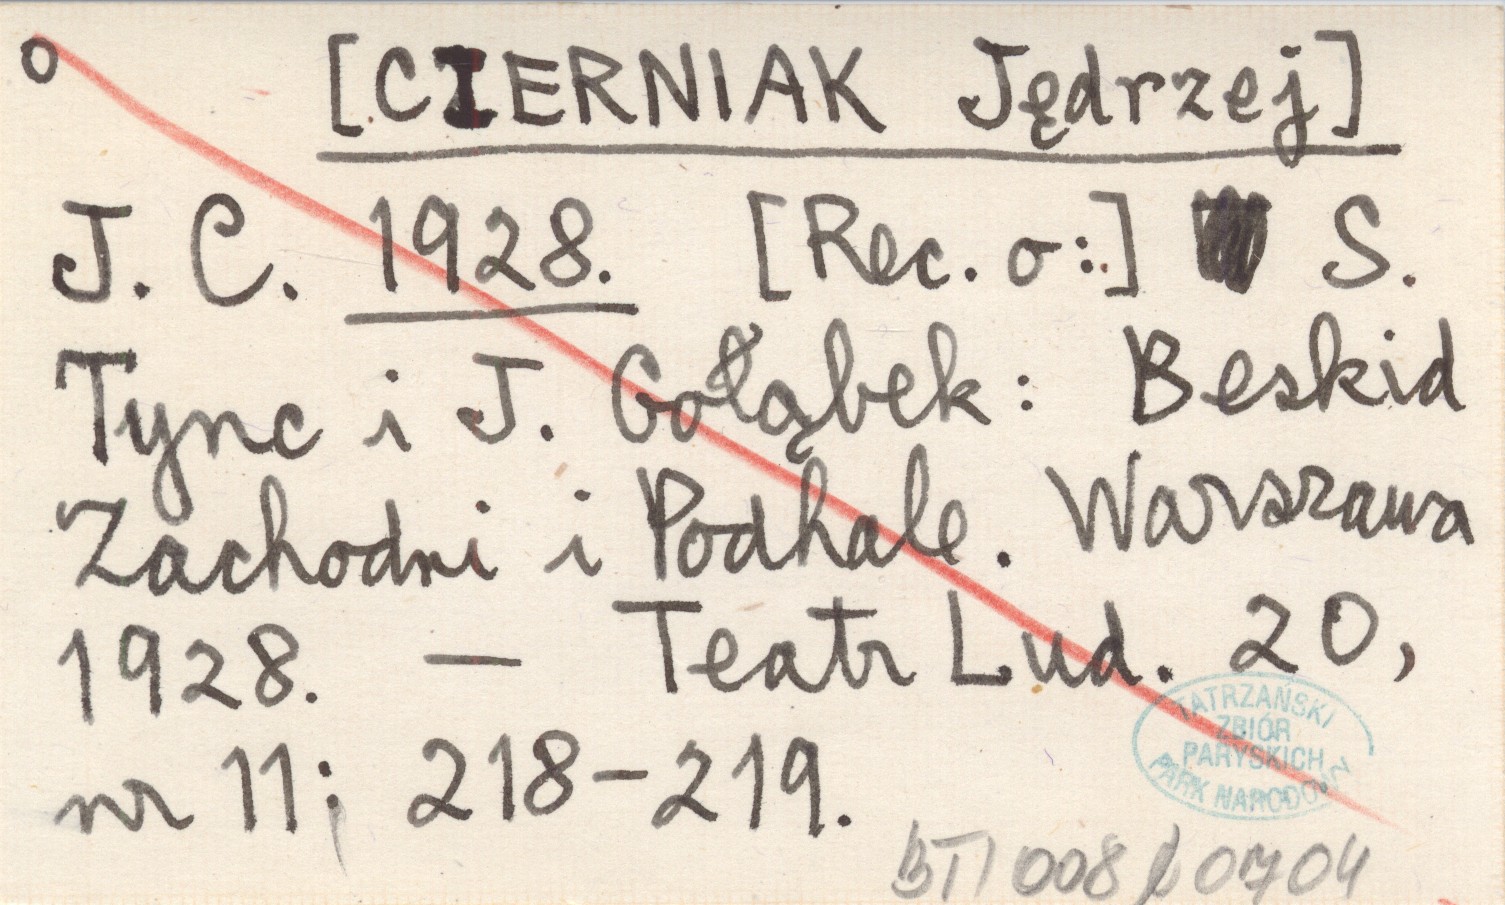 o [CIERNIAK Jędrzej]
J. C. 1928. [Rec. o:] S.
Tync i J. Gołąbek: Beskid
Zachodni i Podhale. Warszawa
1928. — Teatr Lud. 20,
nr 11; 218–219.
TATRZAŃSKI
ZBIÓR
PARYSKICH
PARK NARODOWY
008 0704